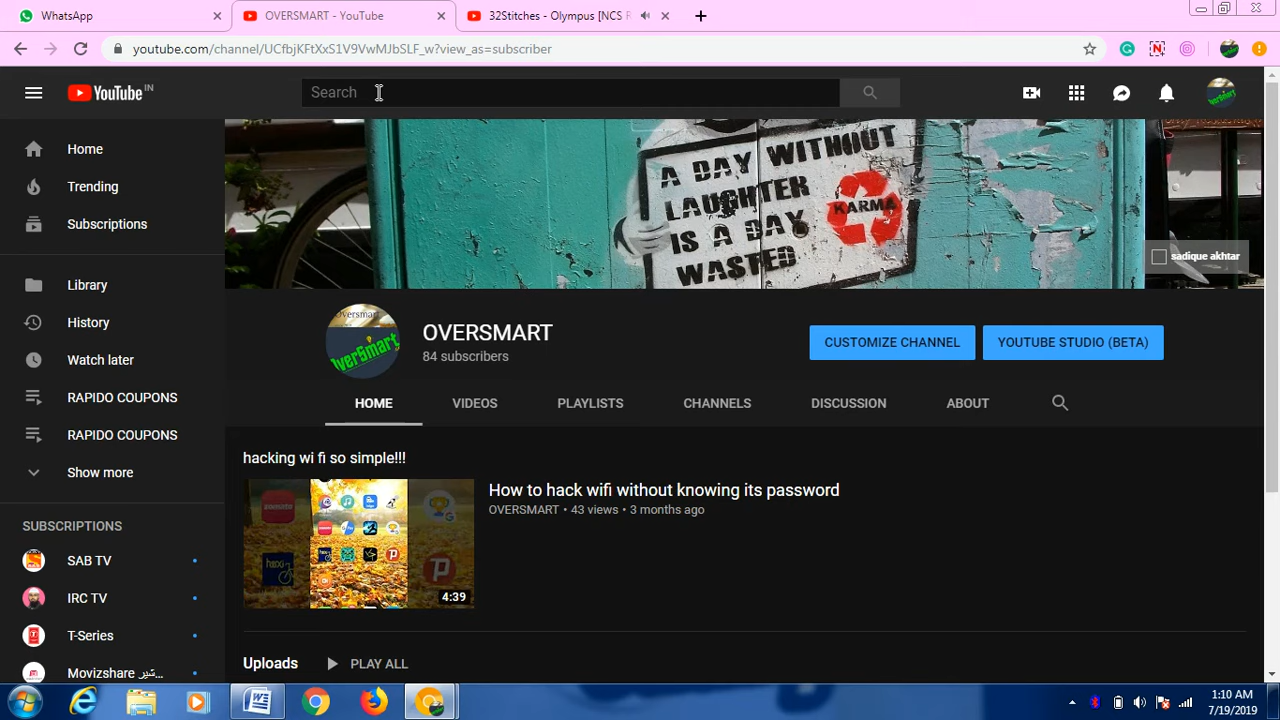 WhatsApp
OVERSMART - YouTube
32Stitches - Olympus [NCS R
youtube.com/channel/UCfbjKFtXxS1V9VwMJbSLF_w?view_as=subscriber
YouTube IN
Search
Home
Trending
Subscriptions
Library
History
Watch later
RAPIDO COUPONS
RAPIDO COUPONS
Show more
SUBSCRIPTIONS
SAB TV
IRC TV
T-Series
Movizshare
A DAY WITHOUT
LAUGHTER
IS A DAY
WASTED
KARMA
sadique akhtar
Oversmart
OverSmart
OVERSMART
84 subscribers
CUSTOMIZE CHANNEL
YOUTUBE STUDIO (BETA)
HOME
VIDEOS
PLAYLISTS
CHANNELS
DISCUSSION
ABOUT
hacking wi fi so simple!!!
How to hack wifi without knowing its password
OVERSMART • 43 views • 3 months ago
4:39
Uploads
PLAY ALL
1:10 AM
7/19/2019